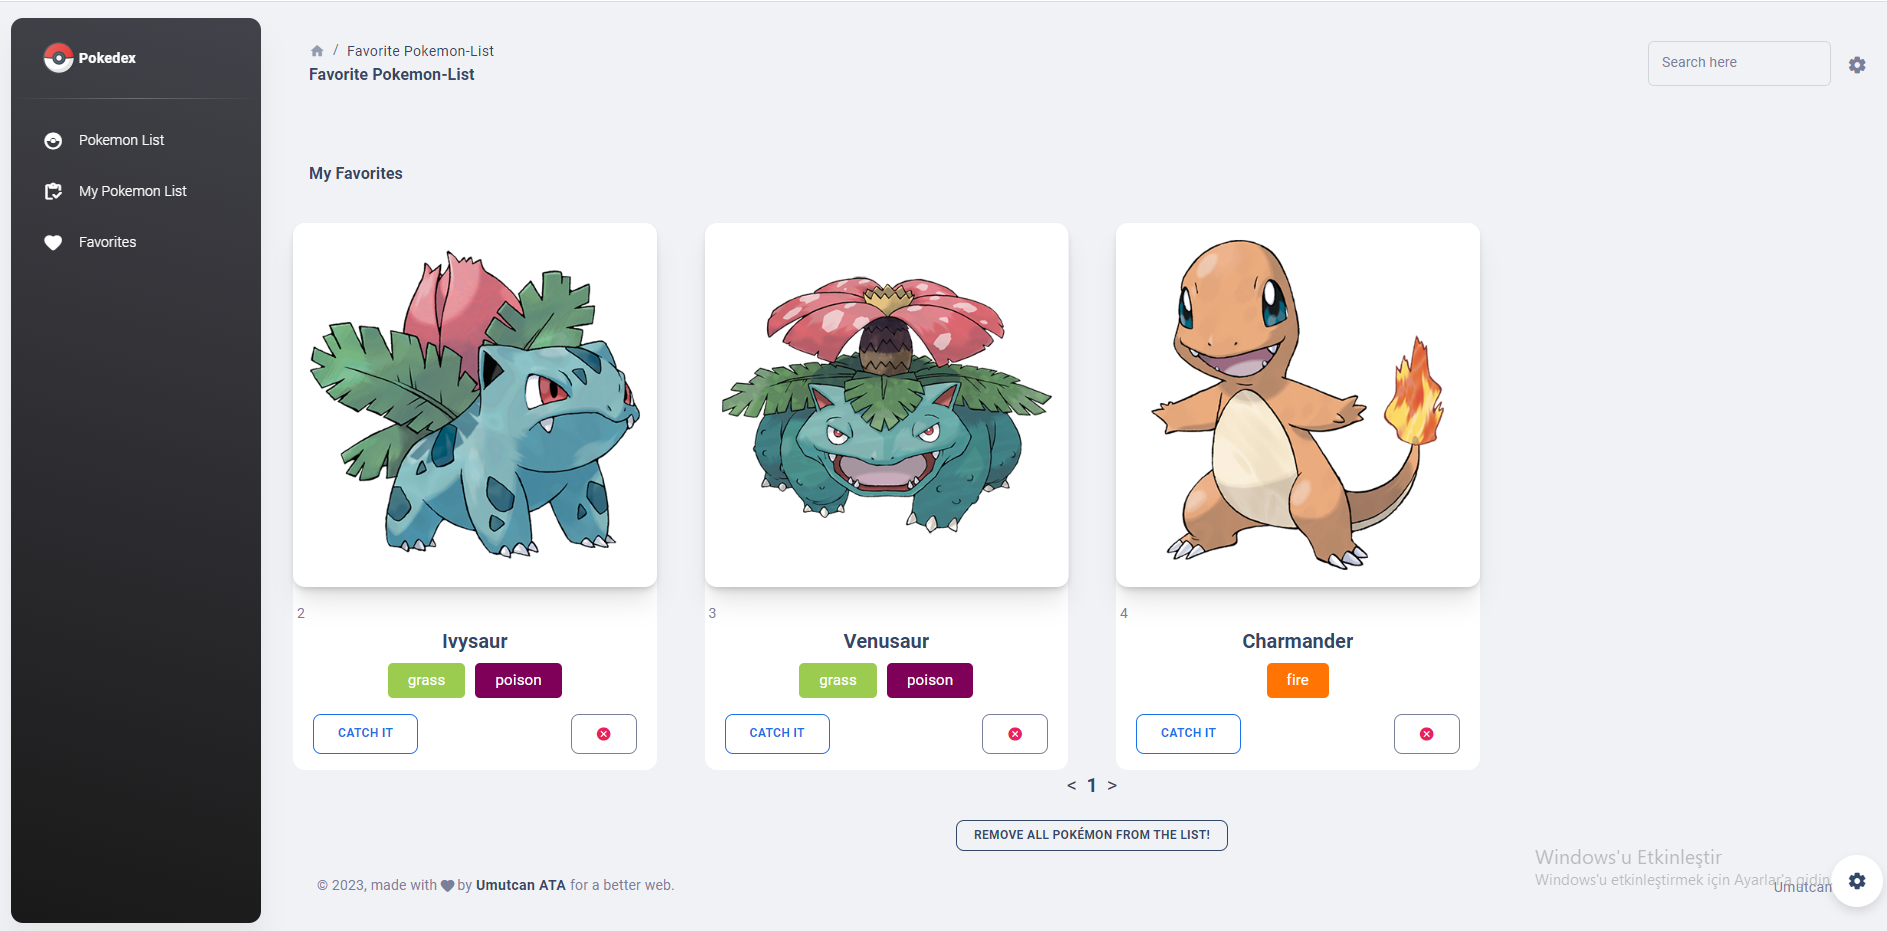 Pokedex
Pokemon List
My Pokemon List
Favorites
/ Favorite Pokemon-List
Favorite Pokemon-List
Search here
My Favorites
2
Ivysaur
grass poison
CATCH IT
3
Venusaur
grass poison
CATCH IT
4
Charmander
fire
CATCH IT
< 1 >
REMOVE ALL POKÉMON FROM THE LIST!
© 2023, made with by Umutcan ATA for a better web.
Windows'u Etkinleştir
Windows'u etkinleştirmek için Ayarlar'a gidin
Umutcan